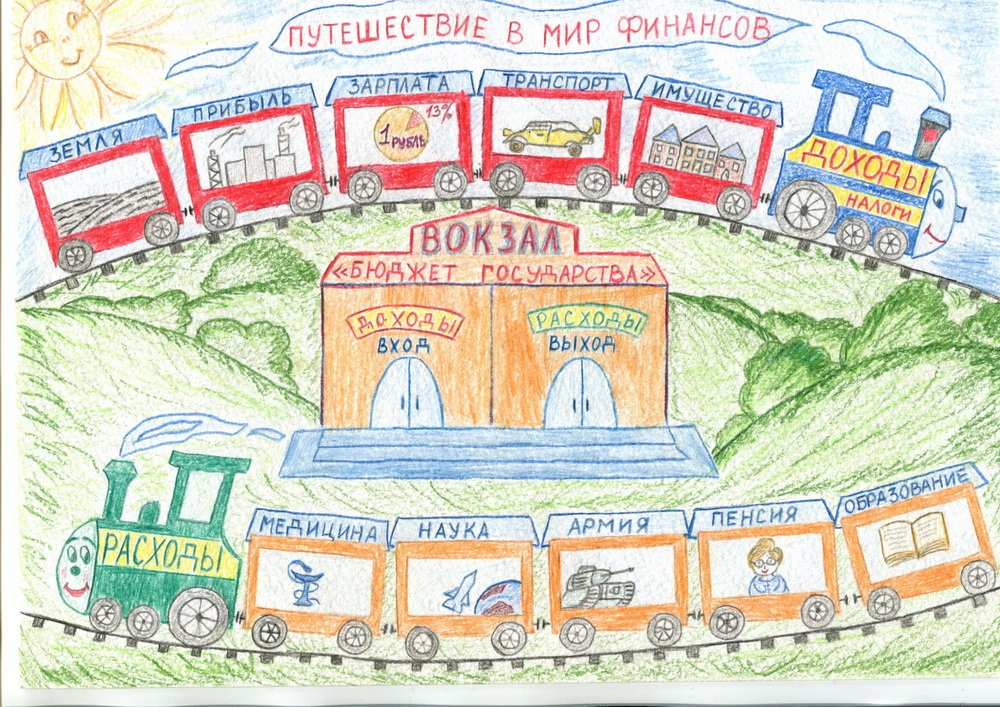 ПУТЕШЕСТВИЕ В МИР ФИНАНСОВ
ЗЕМЛЯ
ПРИБЫЛЬ
ЗАРПЛАТА
13%
1 РУБЛЬ
ТРАНСПОРТ
ИМУЩЕСТВО
ДОХОДЫ
НАЛОГИ
ВОКЗАЛ
«БЮДЖЕТ ГОСУДАРСТВА»
ДОХОДЫ
ВХОД
РАСХОДЫ
ВЫХОД
РАСХОДЫ
МЕДИЦИНА
НАУКА
АРМИЯ
ПЕНСИЯ
ОБРАЗОВАНИЕ